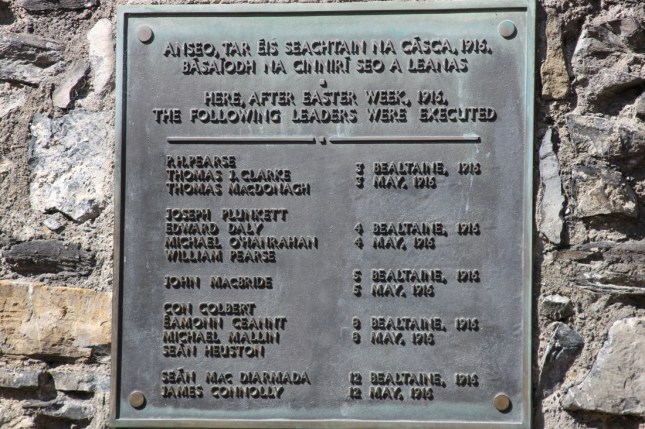 ANSEO, TAR ÉIS SEACHTAIN NA CÁSCA, 1916,
BÁSAÍODH NA CINNIRÍ SEO A LEANAS
HERE, AFTER EASTER WEEK, 1916,
THE FOLLOWING LEADERS WERE EXECUTED
P.H. PEARSE 3 BEALTAINE, 1916
THOMAS J. CLARKE 3 MAY, 1916
THOMAS MACDONAGH
JOSEPH PLUNKETT
EDWARD DALY 4 BEALTAINE, 1916
MICHAEL O'HANRAHAN 4 MAY, 1916
WILLIAM PEARSE
JOHN MACBRIDE 5 BEALTAINE, 1916
5 MAY, 1916
CON COLBERT
ÉAMONN CEANNT 8 BEALTAINE, 1916
MICHAEL MALLIN 8 MAY, 1916
SEÁN HEUSTON
SEÁN MAC DIARMADA 12 BEALTAINE, 1916
JAMES CONNOLLY 12 MAY, 1916